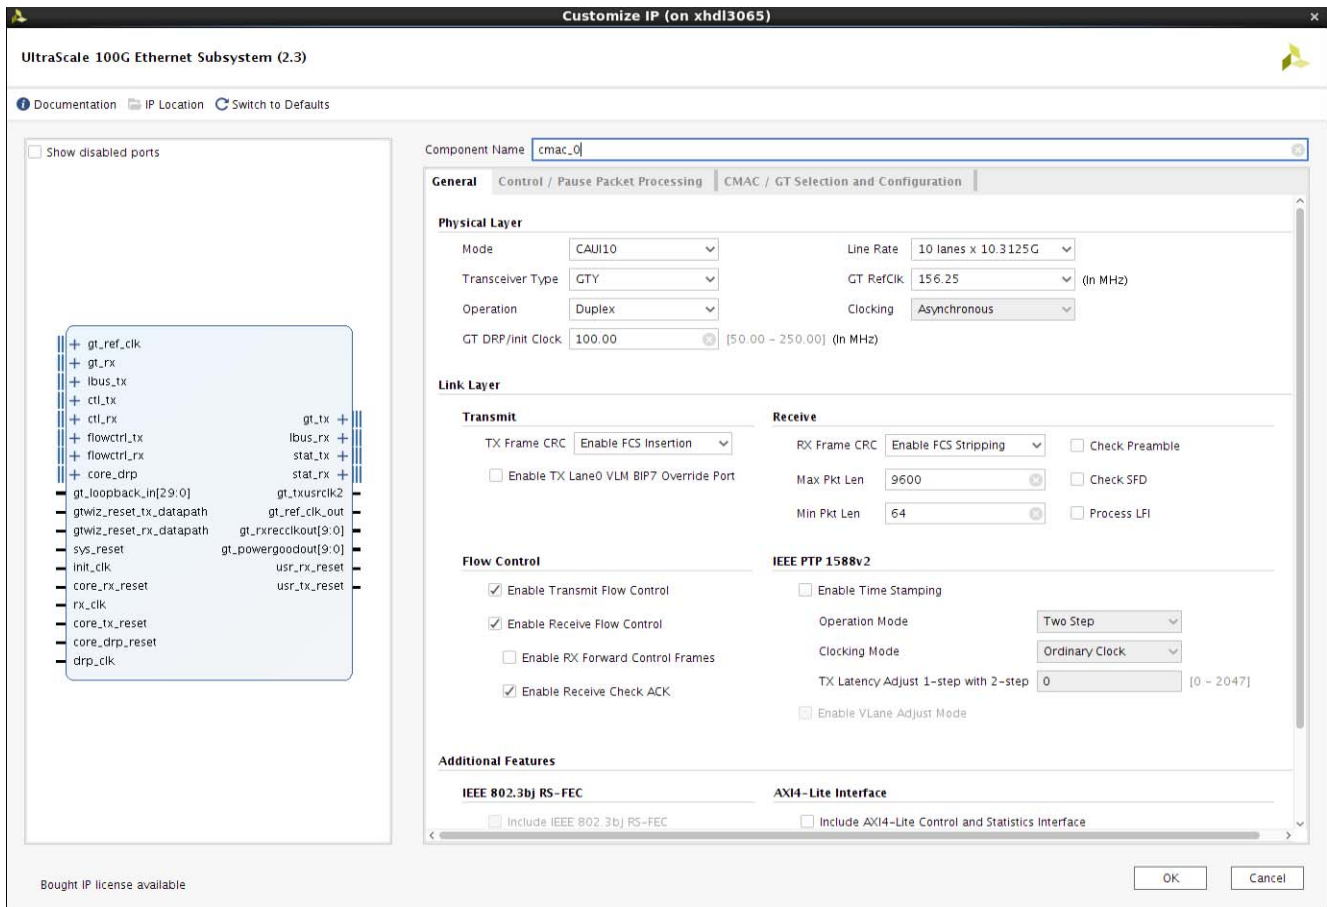 Customize IP (on xhdl3065)
UltraScale 100G Ethernet Subsystem (2.3)
Documentation IP Location Switch to Defaults
Show disabled ports
gt_ref_clk
gt_rx
lbus_tx
ctl_tx
ctl_rx
flowctrl_tx
flowctrl_rx
core_drp
gt_loopback_in[29:0]
gtwiz_reset_tx_datapath
gtwiz_reset_rx_datapath
sys_reset
init_clk
core_rx_reset
rx_clk
core_tx_reset
core_drp_reset
drp_clk
gt_tx
lbus_rx
stat_tx
stat_rx
gt_txusrclk2
gt_ref_clk_out
gt_rxrecclkout[9:0]
gt_powergoodout[9:0]
usr_rx_reset
usr_tx_reset
Component Name cmac_0
General Control / Pause Packet Processing CMAC / GT Selection and Configuration
Physical Layer
Mode CAUI10 Line Rate 10 lanes x 10.3125G
Transceiver Type GTY GT RefClk 156.25 (In MHz)
Operation Duplex Clocking Asynchronous
GT DRP/init Clock 100.00 [50.00 - 250.00] (In MHz)
Link Layer
Transmit
TX Frame CRC Enable FCS Insertion
Enable TX Lane0 VLM BIP7 Override Port
Receive
RX Frame CRC Enable FCS Stripping Check Preamble
Max Pkt Len 9600 Check SFD
Min Pkt Len 64 Process LFI
Flow Control
Enable Transmit Flow Control
Enable Receive Flow Control
Enable RX Forward Control Frames
Enable Receive Check ACK
IEEE PTP 1588v2
Enable Time Stamping
Operation Mode Two Step
Clocking Mode Ordinary Clock
TX Latency Adjust 1-step with 2-step 0 [0 - 2047]
Enable VLane Adjust Mode
Additional Features
IEEE 802.3bj RS-FEC
Include IEEE 802.3bj RS-FEC
AXI4-Lite Interface
Include AXI4-Lite Control and Statistics Interface
Bought IP license available
OK Cancel